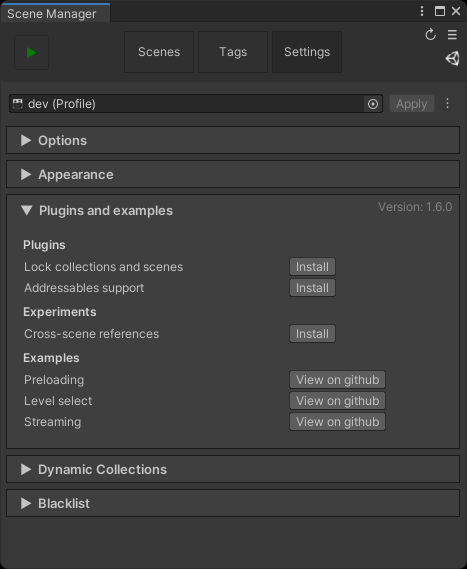 Scene Manager
Scenes Tags Settings
dev (Profile) Apply
Options
Appearance
Plugins and examples Version: 1.6.0
Plugins
Lock collections and scenes Install
Addressables support Install
Experiments
Cross-scene references Install
Examples
Preloading View on github
Level select View on github
Streaming View on github
Dynamic Collections
Blacklist